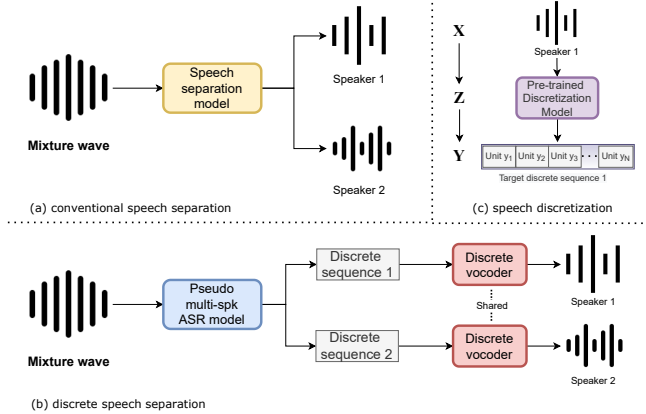 Mixture wave
Speech
separation
model
Speaker 1
Speaker 2
(a) conventional speech separation
X
Z
Y
Speaker 1
Pre-trained
Discretization
Model
Unit y1 Unit y2 Unit y3 ··· Unit yN
Target discrete sequence 1
(c) speech discretization
Mixture wave
Pseudo
multi-spk
ASR model
Discrete
sequence 1
Discrete
vocoder
Speaker 1
Shared
Discrete
sequence 2
Discrete
vocoder
Speaker 2
(b) discrete speech separation